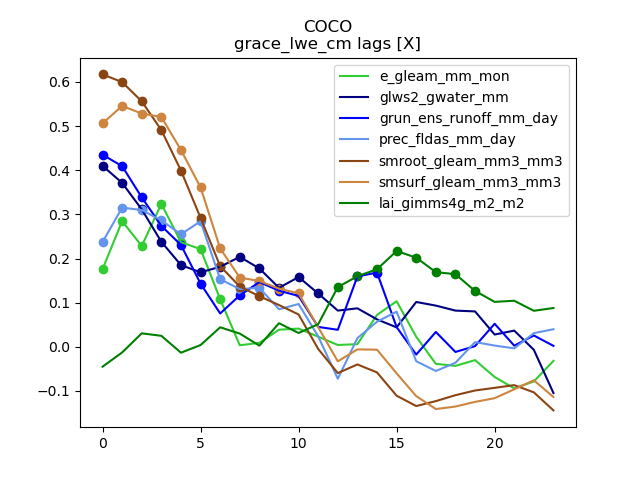 COCO
grace_lwe_cm lags [X]
e_gleam_mm_mon
glws2_gwater_mm
grun_ens_runoff_mm_day
prec_fldas_mm_day
smroot_gleam_mm3_mm3
smsurf_gleam_mm3_mm3
lai_gimms4g_m2_m2
0.6
0.5
0.4
0.3
0.2
0.1
0.0
−0.1
0 5 10 15 20